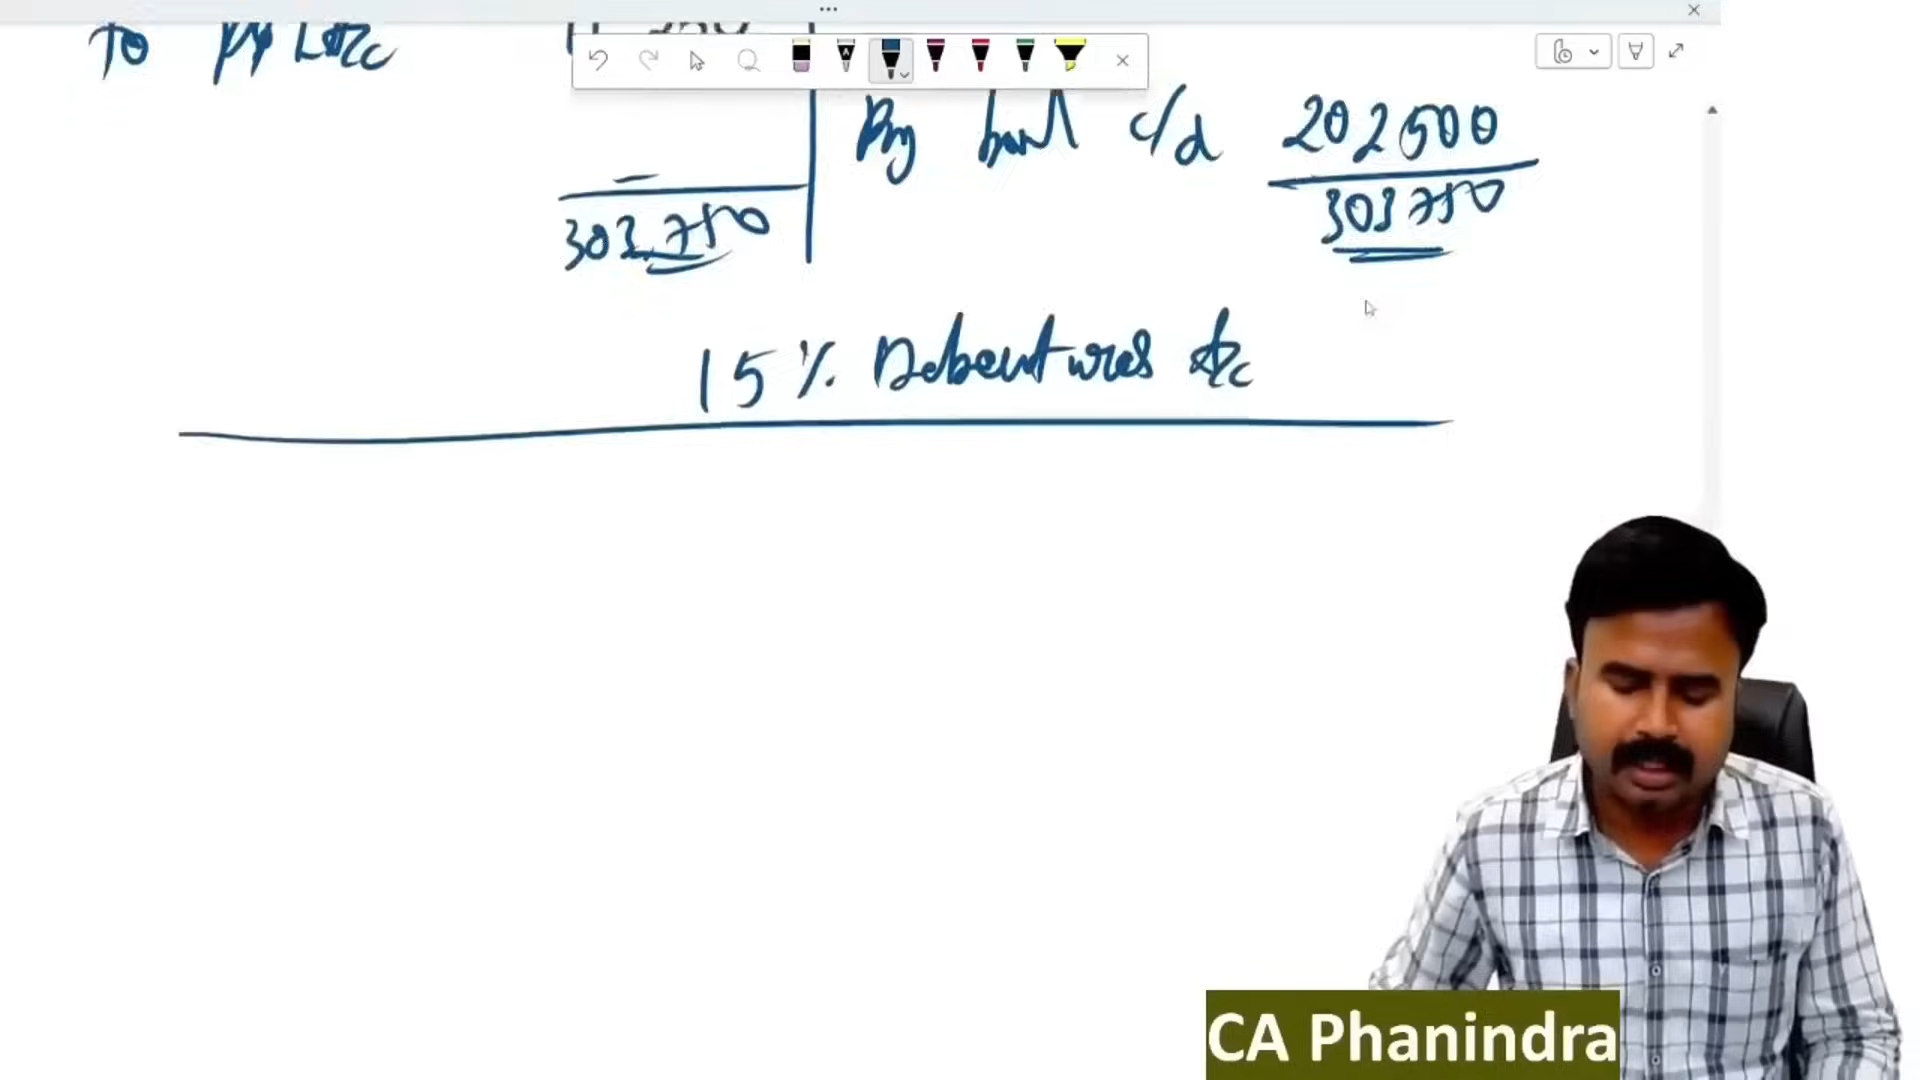 To P/L A/c
By bal c/d 202500
303750 303750
15% Debentures A/c
CA Phanindra